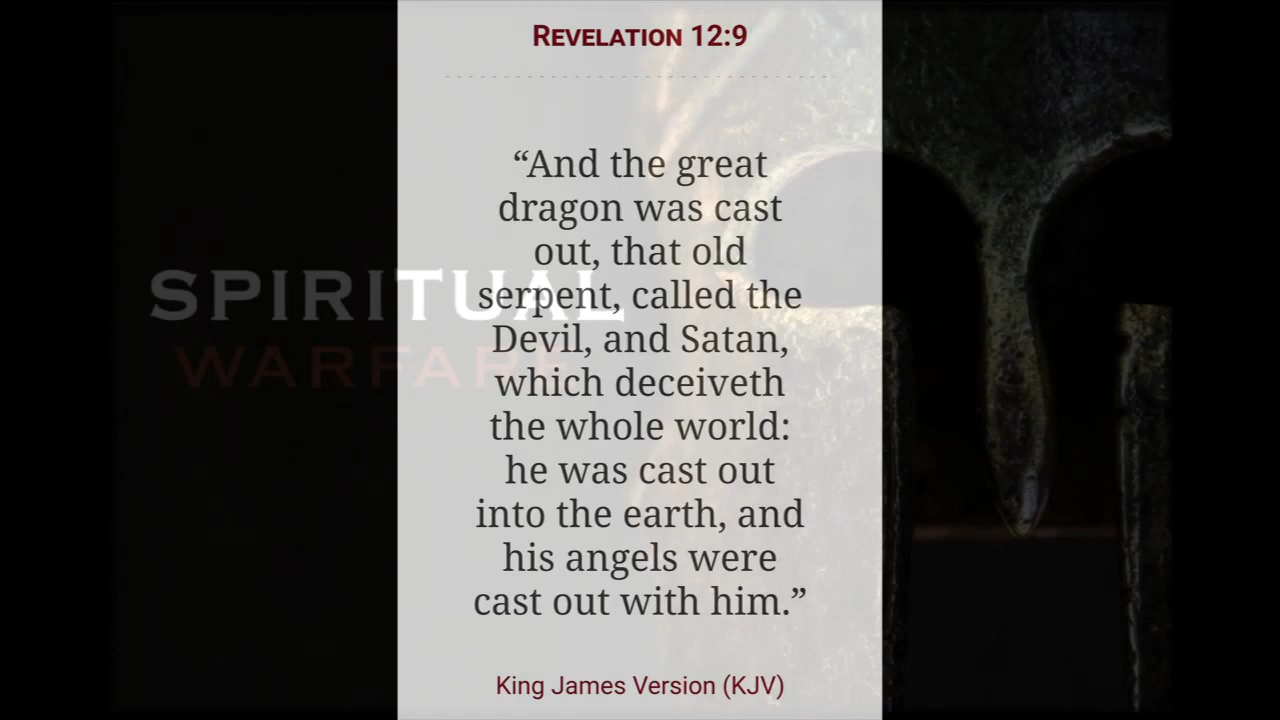 REVELATION 12:9
“And the great
dragon was cast
out, that old
serpent, called the
Devil, and Satan,
which deceiveth
the whole world:
he was cast out
into the earth, and
his angels were
cast out with him.”
King James Version (KJV)
SPIRITUAL
WARFARE